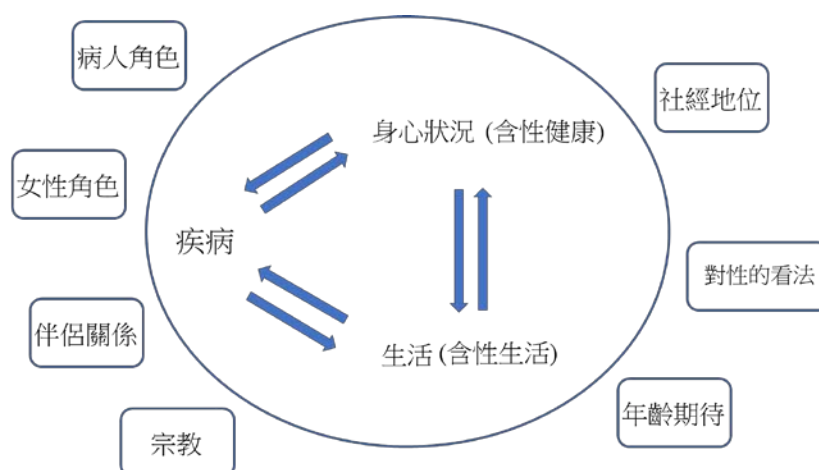 病人角色
社經地位
身心狀況 (含性健康)
女性角色
疾病
對性的看法
伴侶關係
生活 (含性生活)
年齡期待
宗教